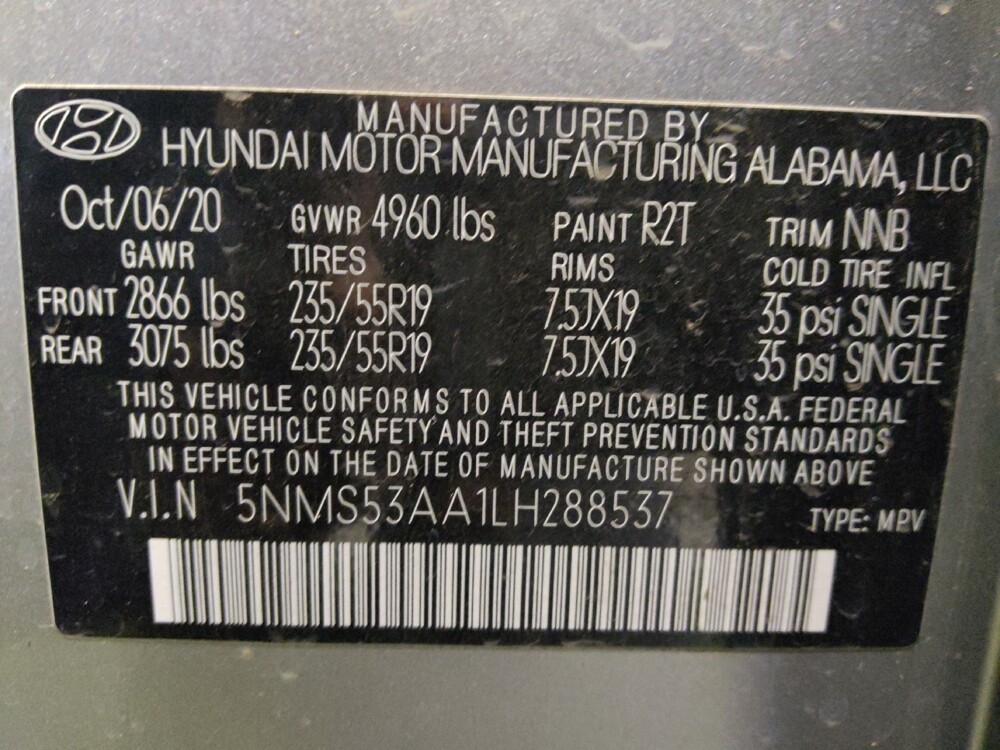 MANUFACTURED BY
HYUNDAI MOTOR MANUFACTURING ALABAMA, LLC
Oct/06/20 GVWR 4960 lbs PAINT R2T TRIM NNB
GAWR TIRES RIMS COLD TIRE INFL
FRONT 2866 lbs 235/55R19 7.5JX19 35 psi SINGLE
REAR 3075 lbs 235/55R19 7.5JX19 35 psi SINGLE
THIS VEHICLE CONFORMS TO ALL APPLICABLE U.S.A. FEDERAL
MOTOR VEHICLE SAFETY AND THEFT PREVENTION STANDARDS
IN EFFECT ON THE DATE OF MANUFACTURE SHOWN ABOVE
V.I.N 5NMS53AA1LH288537 TYPE: MPV